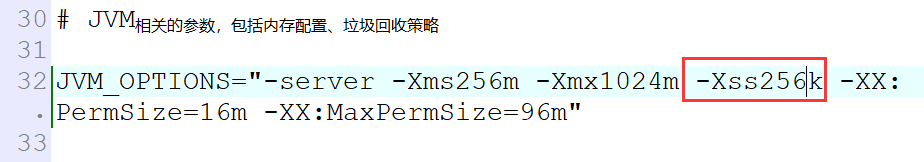 30 # JVM相关的参数，包括内存配置、垃圾回收策略
31
32 JVM_OPTIONS="-server -Xms256m -Xmx1024m -Xss256k -XX:
PermSize=16m -XX:MaxPermSize=96m"
33